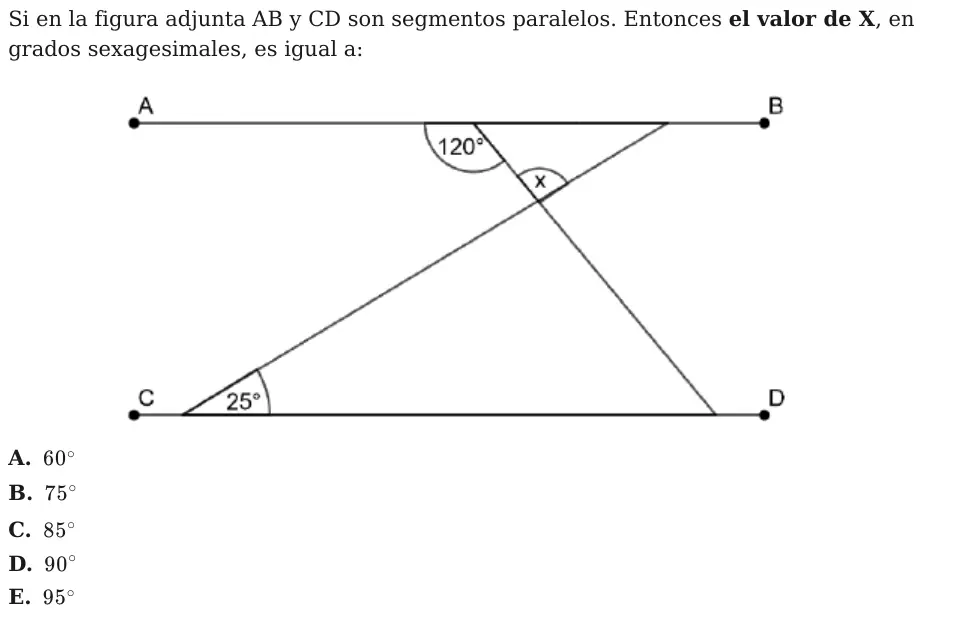 Si en la figura adjunta AB y CD son segmentos paralelos. Entonces el valor de X, en
grados sexagesimales, es igual a:
A
B
120°
x
C
25°
D
A. 60°
B. 75°
C. 85°
D. 90°
E. 95°